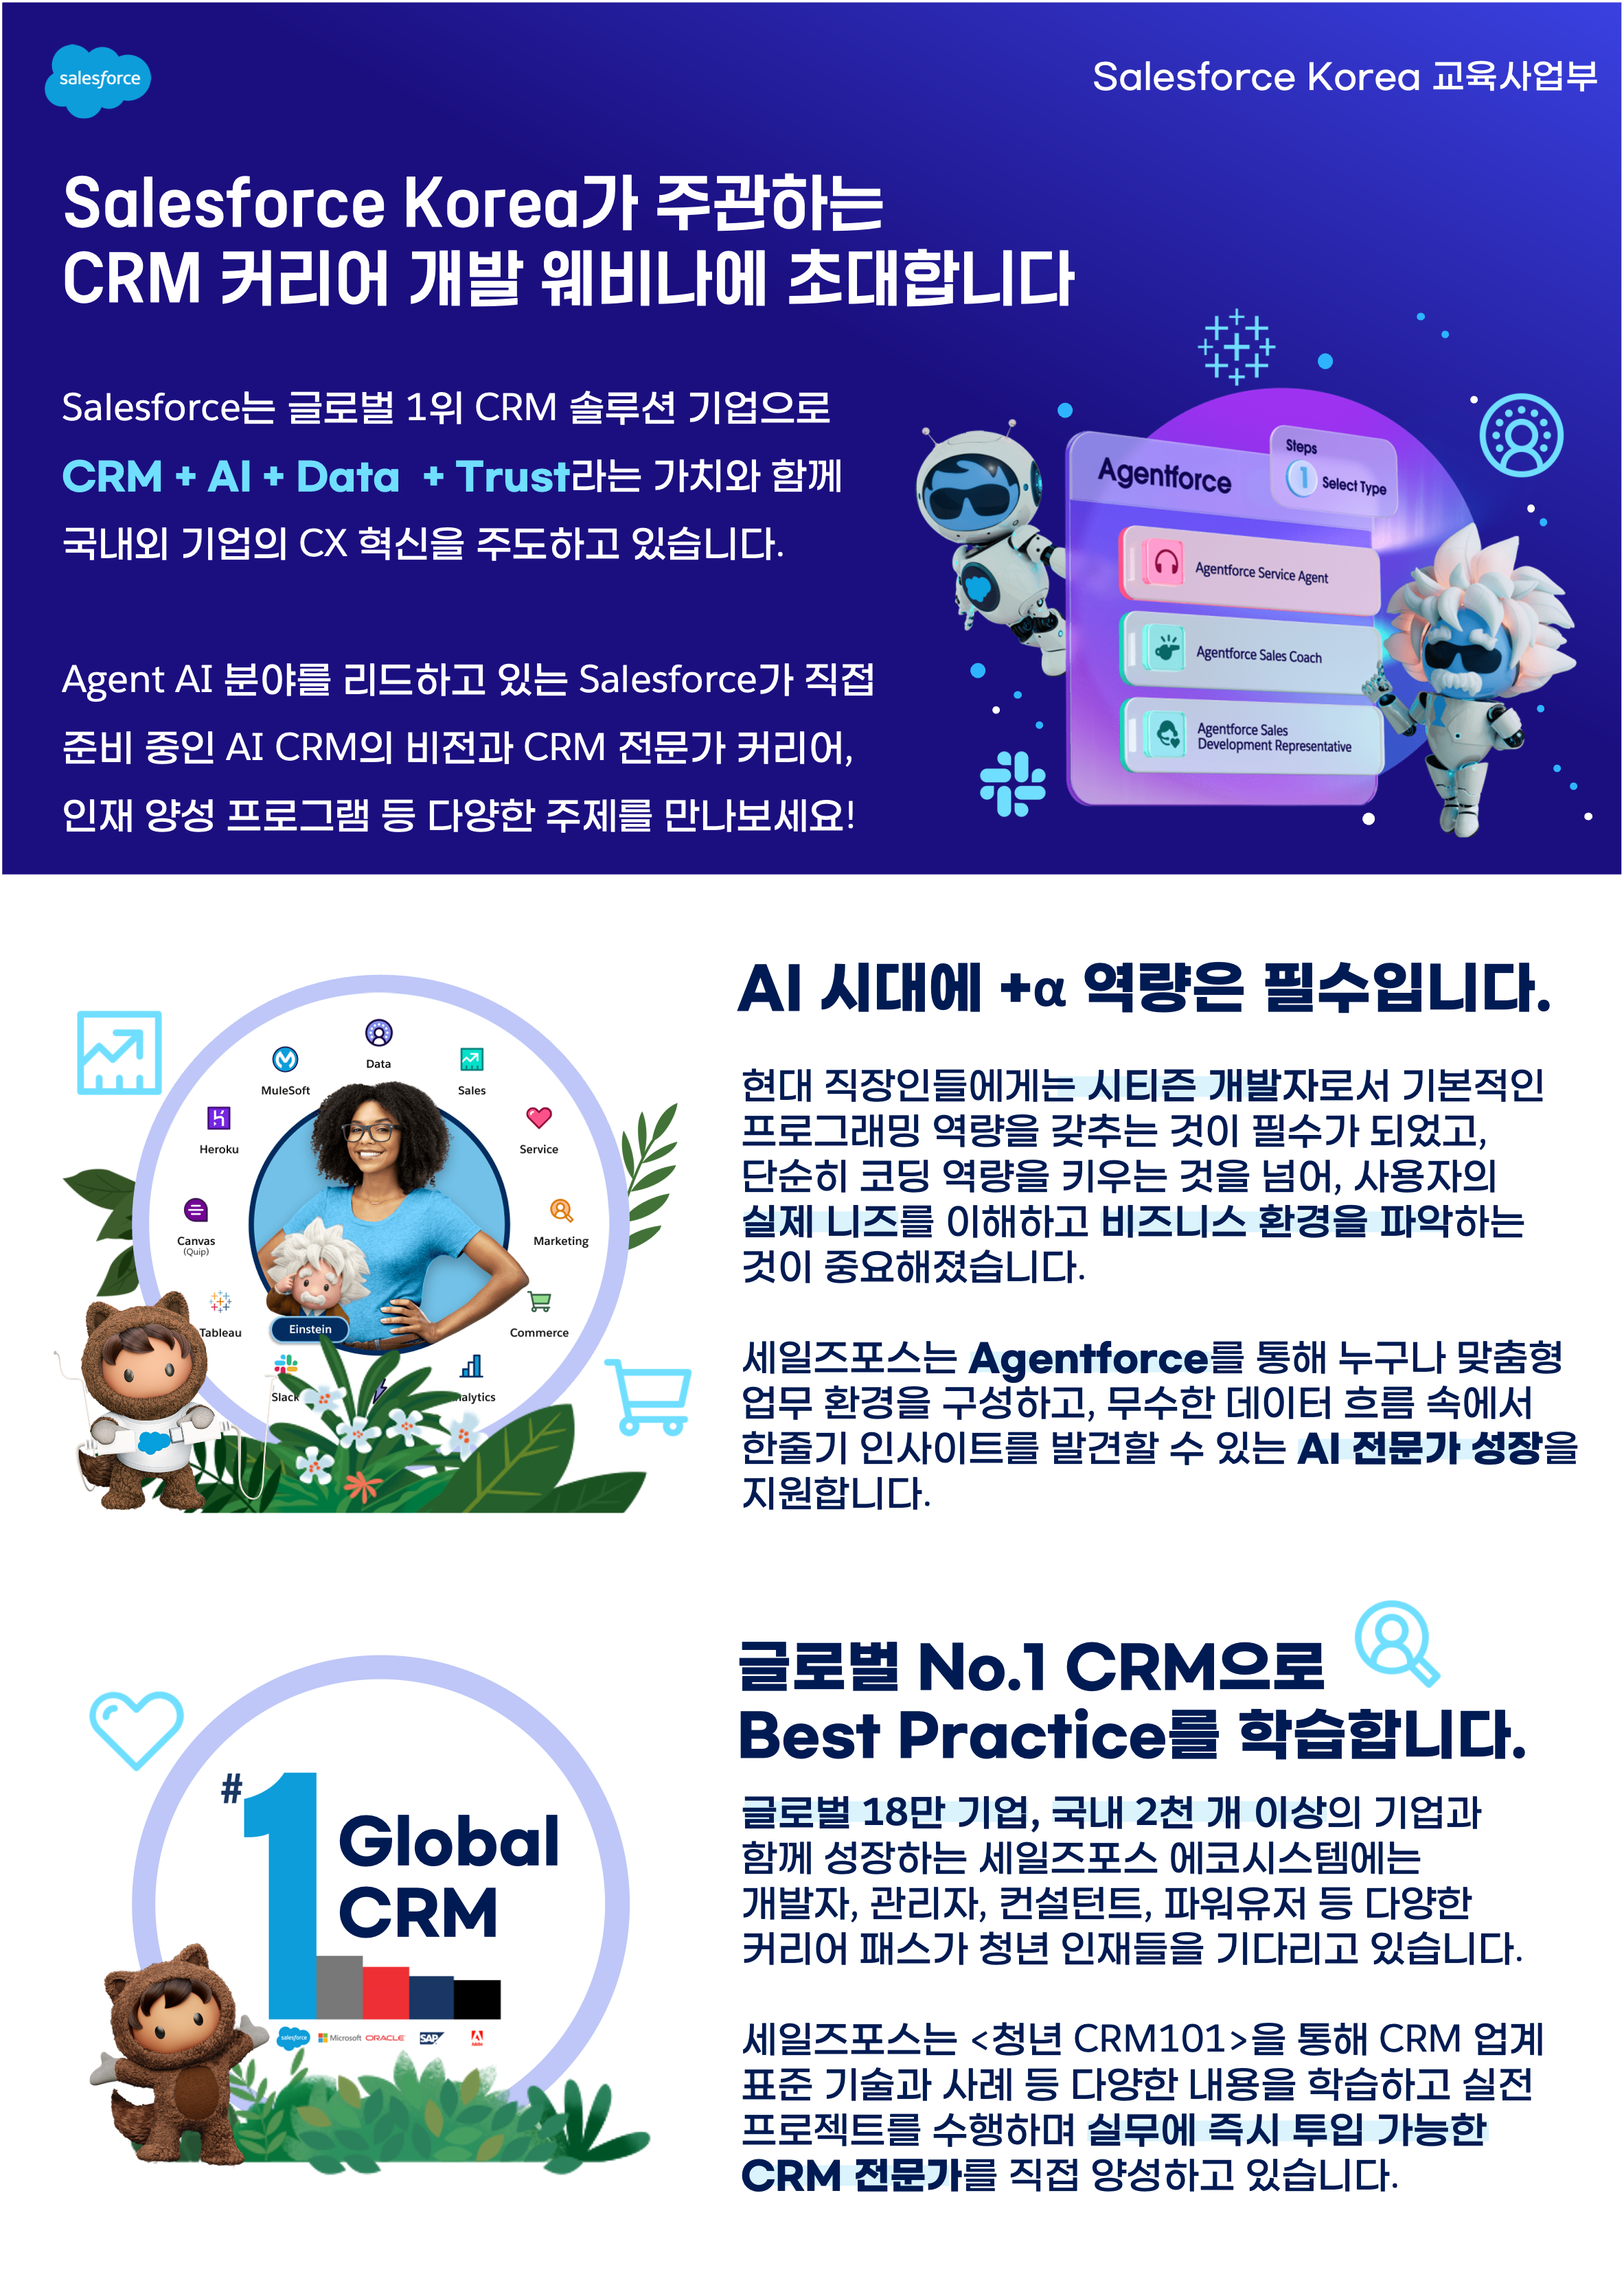 salesforce
Salesforce Korea 교육사업부
Salesforce Korea가 주관하는
CRM 커리어 개발 웨비나에 초대합니다
Salesforce는 글로벌 1위 CRM 솔루션 기업으로
CRM + AI + Data + Trust라는 가치와 함께
국내외 기업의 CX 혁신을 주도하고 있습니다.
Agent AI 분야를 리드하고 있는 Salesforce가 직접
준비 중인 AI CRM의 비전과 CRM 전문가 커리어,
인재 양성 프로그램 등 다양한 주제를 만나보세요!
Agentforce
Steps
1 Select Type
Agentforce Service Agent
Agentforce Sales Coach
Agentforce Sales
Development Representative
Data
MuleSoft
Sales
Heroku
Service
Canvas
(Quip)
Marketing
Tableau
Einstein
Commerce
Slack
alytics
AI 시대에 +α 역량은 필수입니다.
현대 직장인들에게는 시티즌 개발자로서 기본적인
프로그래밍 역량을 갖추는 것이 필수가 되었고,
단순히 코딩 역량을 키우는 것을 넘어, 사용자의
실제 니즈를 이해하고 비즈니스 환경을 파악하는
것이 중요해졌습니다.
세일즈포스는 Agentforce를 통해 누구나 맞춤형
업무 환경을 구성하고, 무수한 데이터 흐름 속에서
한줄기 인사이트를 발견할 수 있는 AI 전문가 성장을
지원합니다.
#1 Global
CRM
salesforce Microsoft ORACLE SAP Adobe
글로벌 No.1 CRM으로
Best Practice를 학습합니다.
글로벌 18만 기업, 국내 2천 개 이상의 기업과
함께 성장하는 세일즈포스 에코시스템에는
개발자, 관리자, 컨설턴트, 파워유저 등 다양한
커리어 패스가 청년 인재들을 기다리고 있습니다.
세일즈포스는 <청년 CRM101>을 통해 CRM 업계
표준 기술과 사례 등 다양한 내용을 학습하고 실전
프로젝트를 수행하며 실무에 즉시 투입 가능한
CRM 전문가를 직접 양성하고 있습니다.